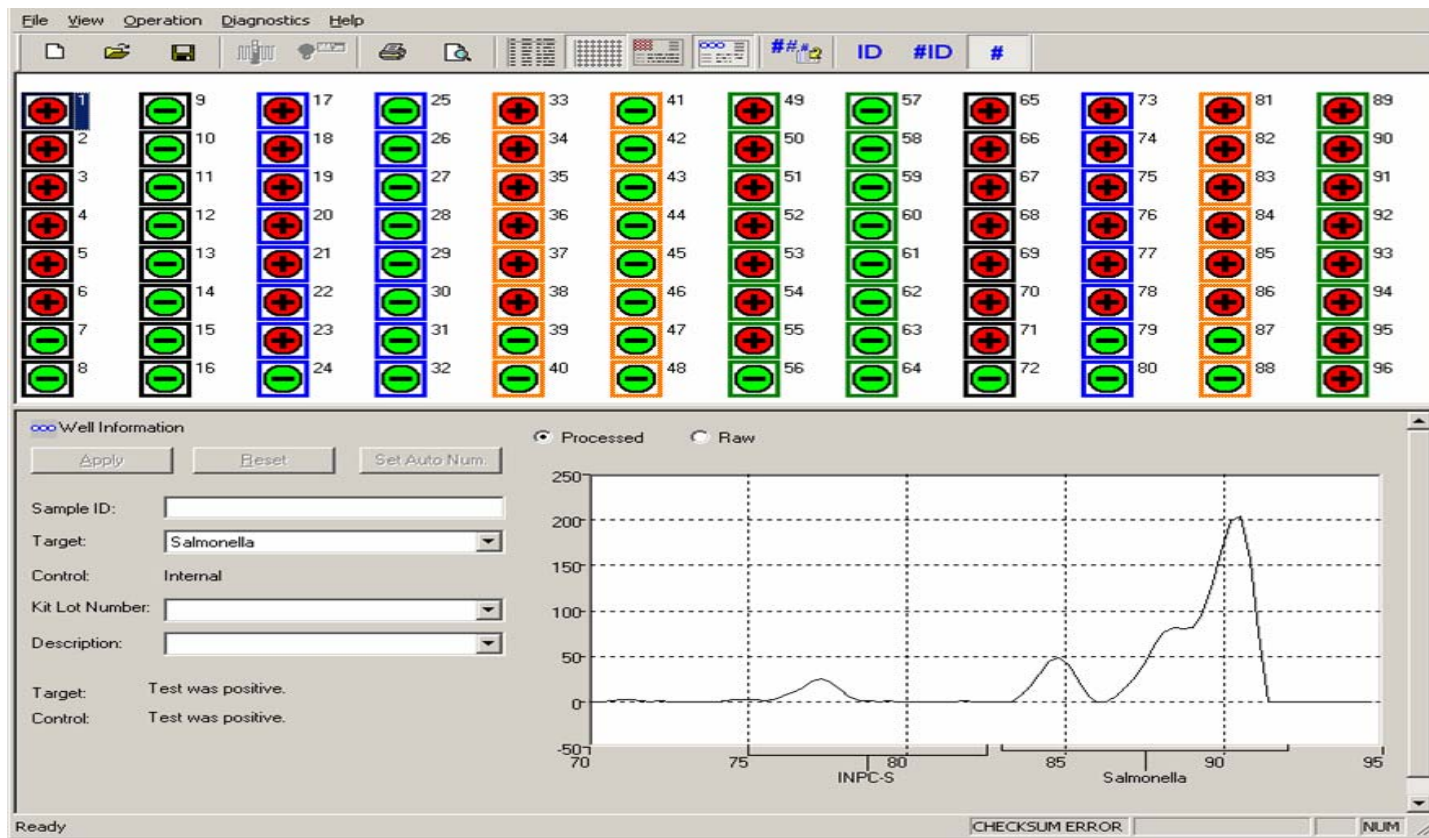 File View Operation Diagnostics Help
##.# ? ID #ID #
1 9 17 25 33 41 49 57 65 73 81 89
2 10 18 26 34 42 50 58 66 74 82 90
3 11 19 27 35 43 51 59 67 75 83 91
4 12 20 28 36 44 52 60 68 76 84 92
5 13 21 29 37 45 53 61 69 77 85 93
6 14 22 30 38 46 54 62 70 78 86 94
7 15 23 31 39 47 55 63 71 79 87 95
8 16 24 32 40 48 56 64 72 80 88 96
Well Information
Processed Raw
Apply Reset Set Auto Num.
Sample ID:
Target: Salmonella
Control: Internal
Kit Lot Number:
Description:
Target: Test was positive.
Control: Test was positive.
250
200
150
100
50
0
-50
70 75 80 85 90 95
INPC-S Salmonella
Ready CHECKSUM ERROR NUM